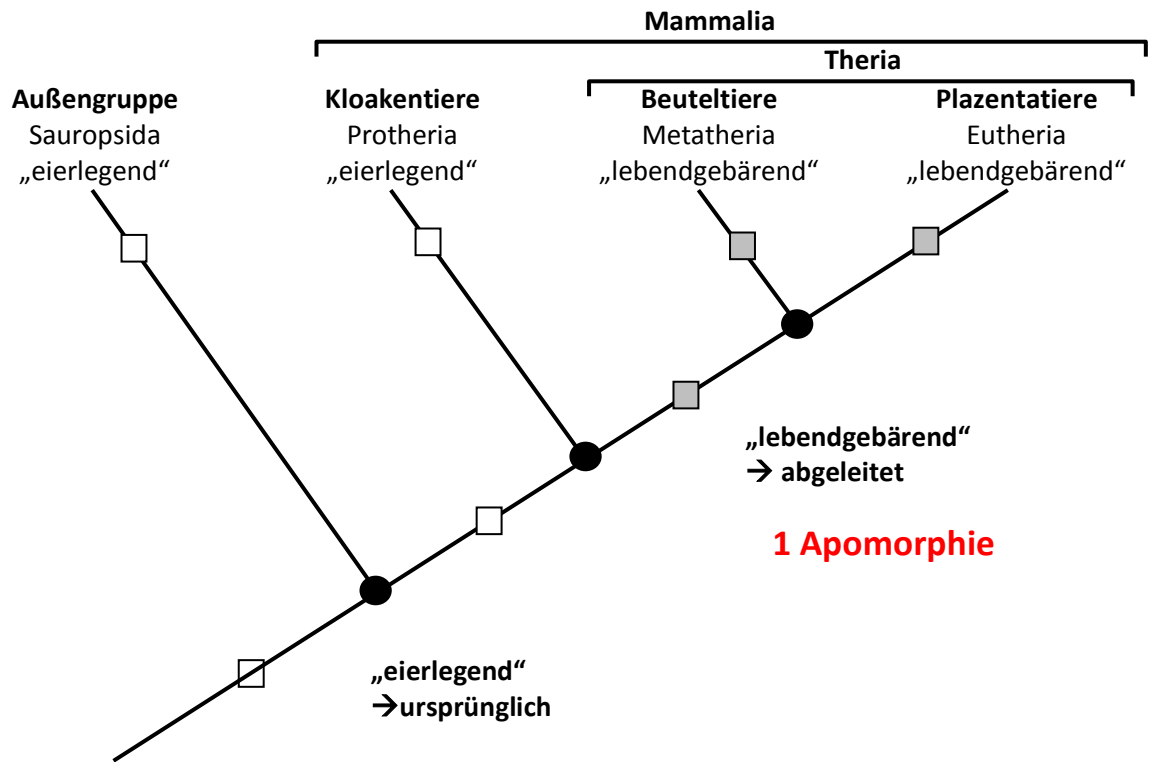 Mammalia
Theria
Außengruppe
Sauropsida
„eierlegend“
Kloakentiere
Protheria
„eierlegend“
Beuteltiere
Metatheria
„lebendgebärend“
Plazentatiere
Eutheria
„lebendgebärend“
„lebendgebärend“
→ abgeleitet
1 Apomorphie
„eierlegend“
→ursprünglich